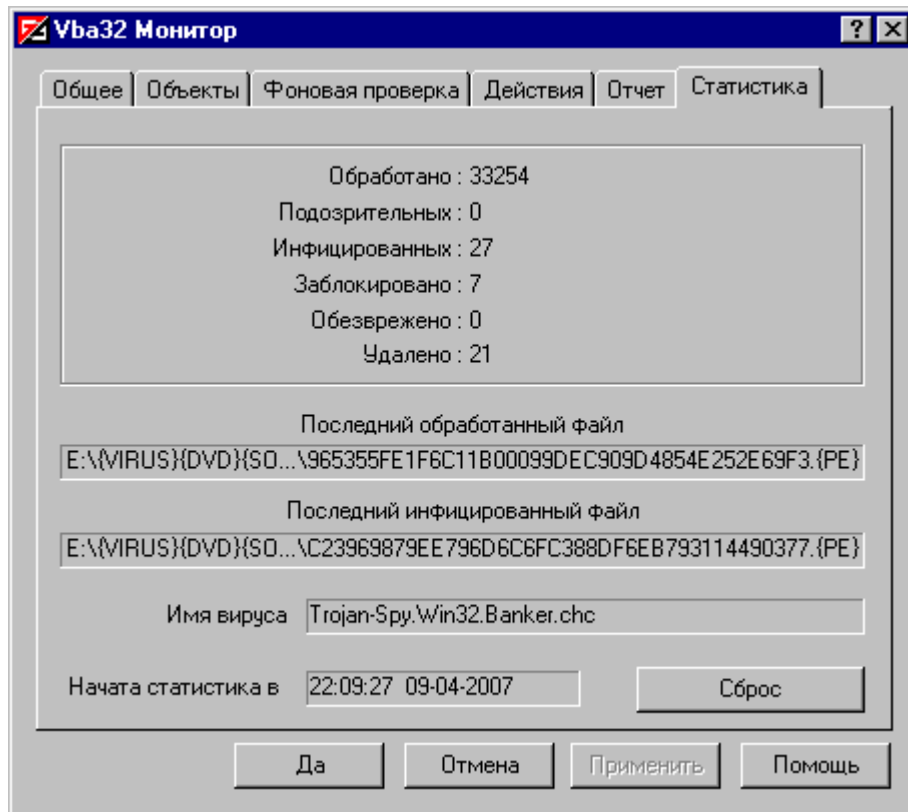 Vba32 Монитор
Общее Объекты Фоновая проверка Действия Отчет Статистика
Обработано : 33254
Подозрительных : 0
Инфицированных : 27
Заблокировано : 7
Обезврежено : 0
Удалено : 21
Последний обработанный файл
E:\{VIRUS}{DVD}{SO...\965355FE1F6C11B00099DEC909D4854E252E69F3.{PE}
Последний инфицированный файл
E:\{VIRUS}{DVD}{SO...\C23969879EE796D6C6FC388DF6EB793114490377.{PE}
Имя вируса Trojan-Spy.Win32.Banker.chc
Начата статистика в 22:09:27 09-04-2007 Сброс
Да Отмена Применить Помощь